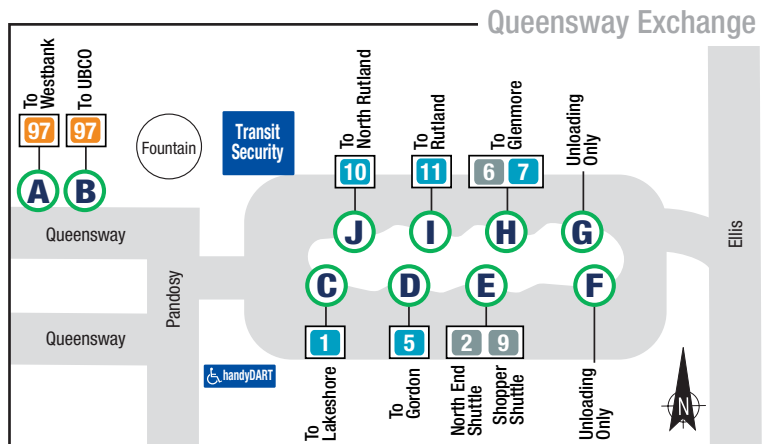 Queensway Exchange
To
Westbank
97
A
To UBCO
97
B
Fountain
Transit
Security
To
North Rutland
10
J
To
Rutland
11
I
To
Glenmore
6 7
H
Unloading
Only
G
Queensway
Pandosy
Ellis
C
1
To
Lakeshore
D
5
To
Gordon
E
2 9
North End
Shuttle
Shopper
Shuttle
F
Unloading
Only
Queensway
handyDART
N